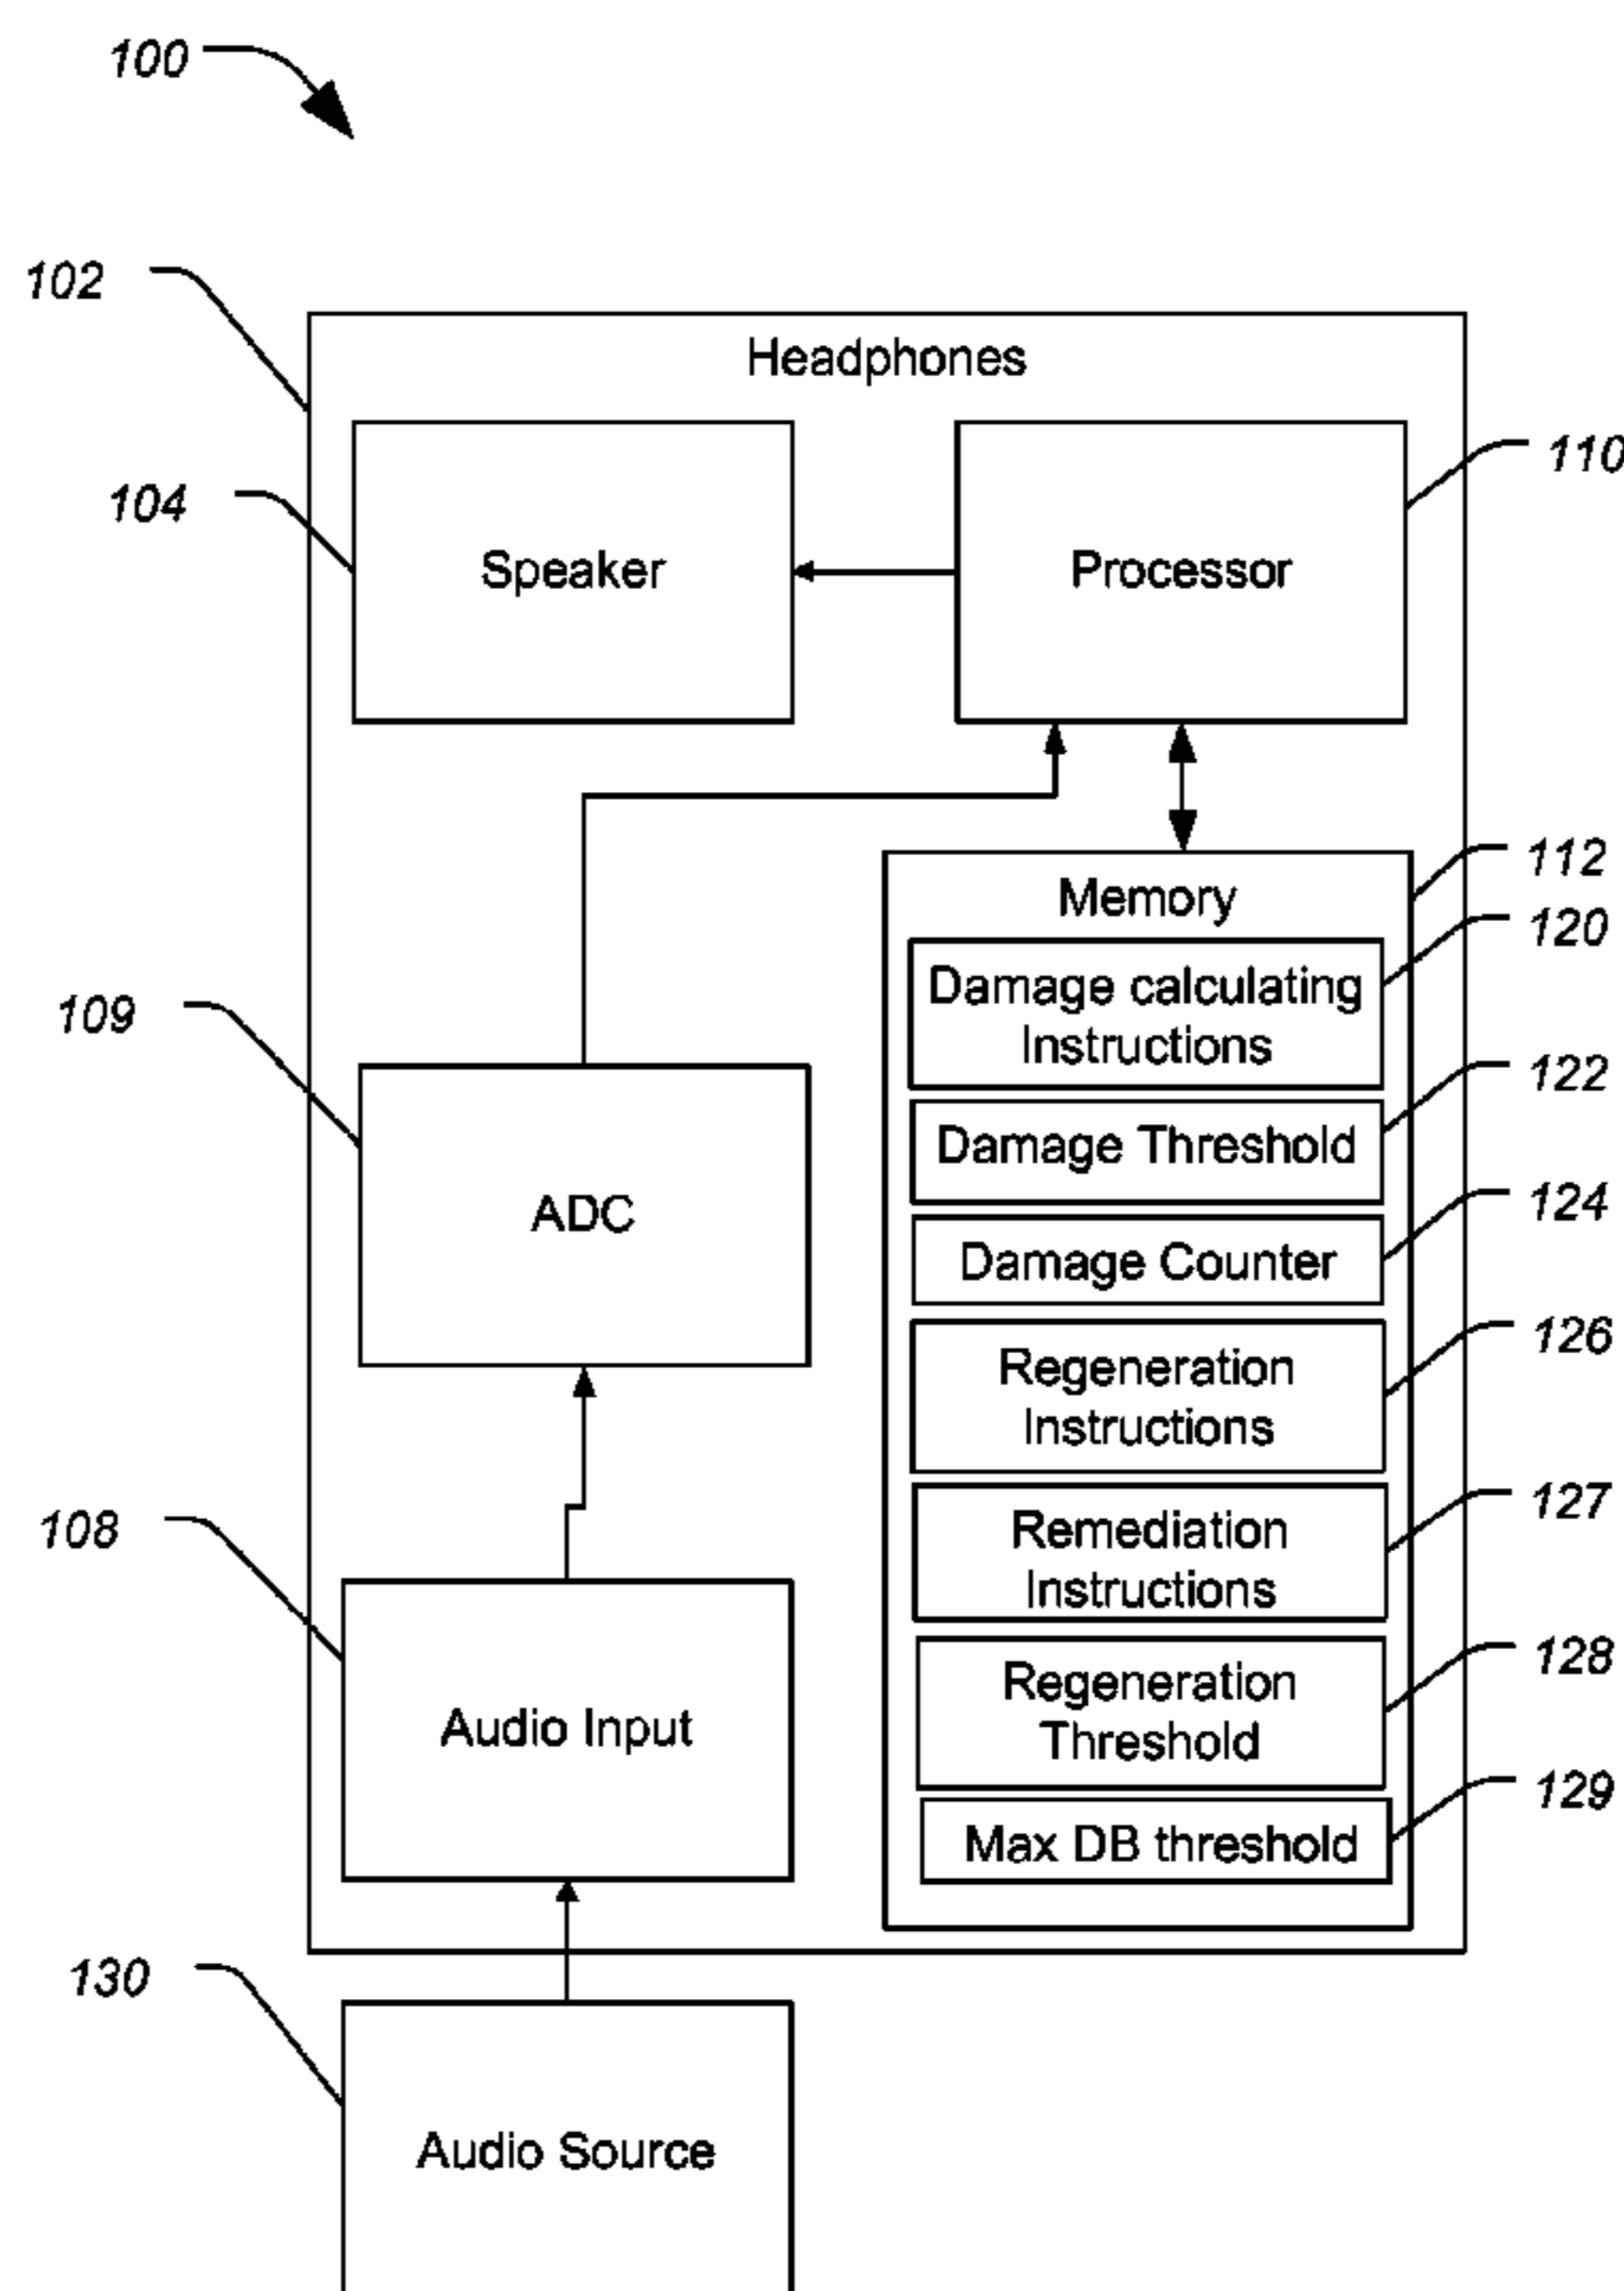 100
102
Headphones
104
Speaker
Processor
110
112
Memory
120
Damage calculating
Instructions
109
122
Damage Threshold
ADC
124
Damage Counter
126
Regeneration
Instructions
127
108
Remediation
Instructions
128
Regeneration
Threshold
Audio Input
129
Max DB threshold
130
Audio Source